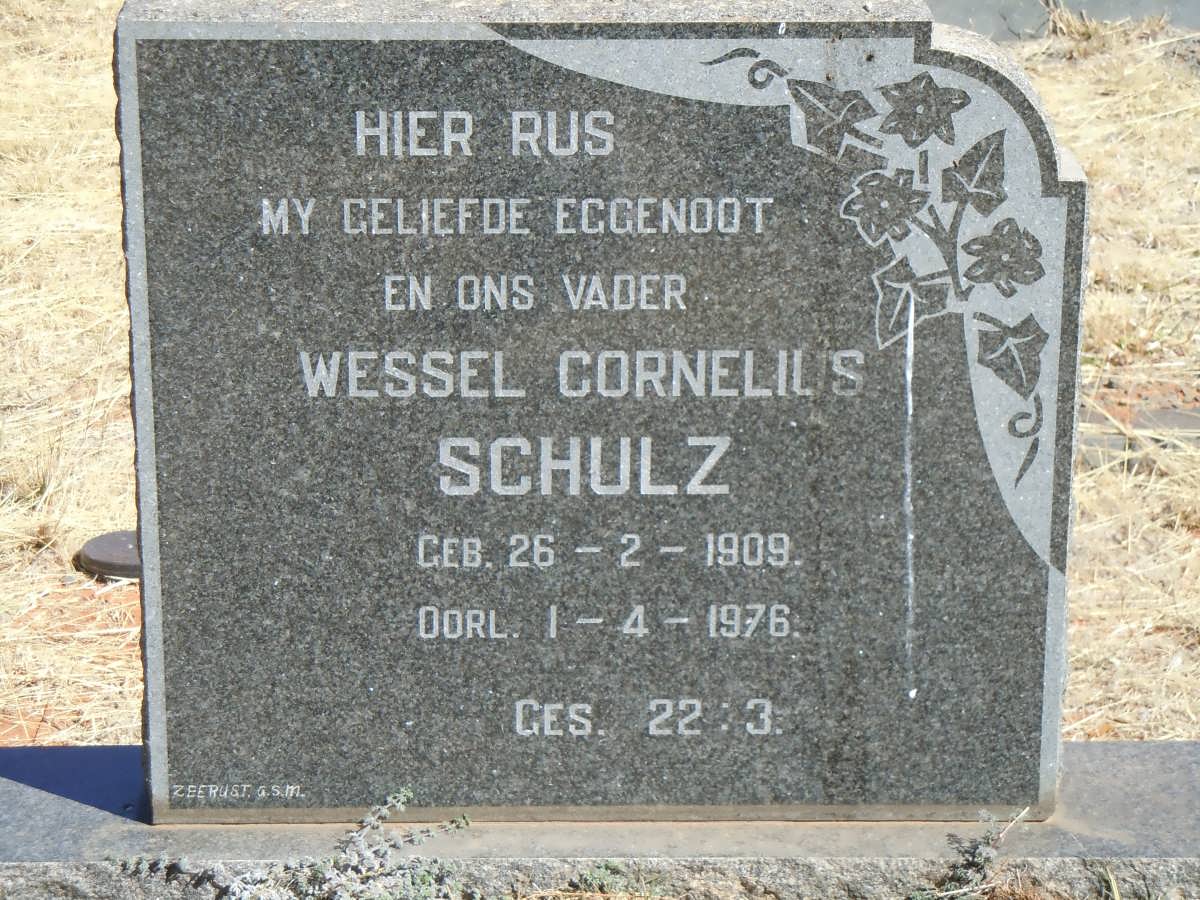 HIER RUS
MY GELIEFDE EGGENOOT
EN ONS VADER
WESSEL CORNELIUS
SCHULZ
GEB. 26 – 2 – 1909.
OORL. 1 – 4 – 1976.
GES. 22 : 3.
ZEERUST. G.S.M.